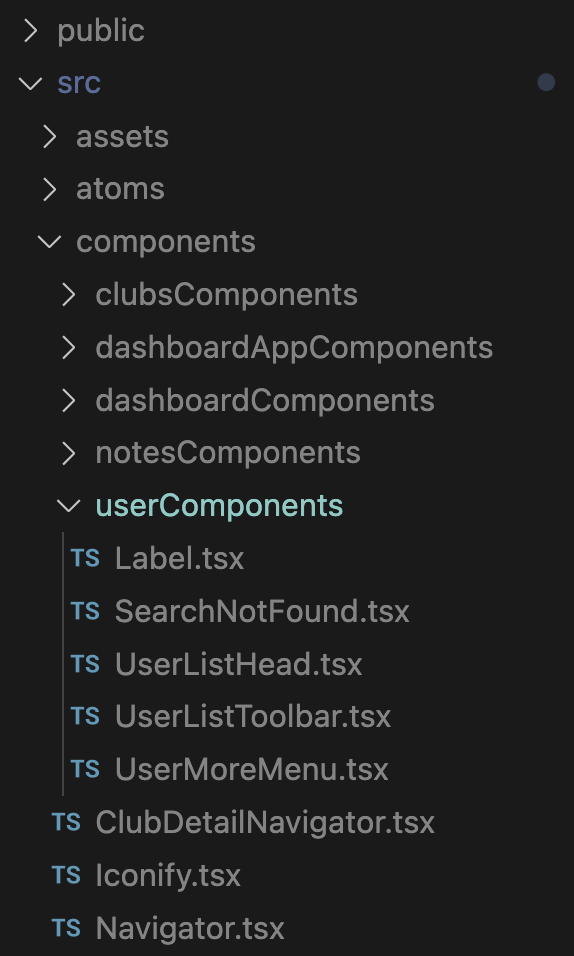 public
src
assets
atoms
components
clubsComponents
dashboardAppComponents
dashboardComponents
notesComponents
userComponents
TS Label.tsx
TS SearchNotFound.tsx
TS UserListHead.tsx
TS UserListToolbar.tsx
TS UserMoreMenu.tsx
TS ClubDetailNavigator.tsx
TS Iconify.tsx
TS Navigator.tsx